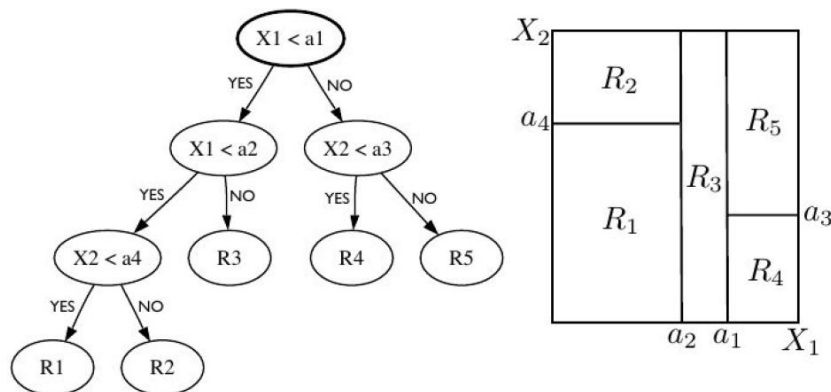 X1 < a1
YES
NO
X1 < a2
X2 < a3
YES
NO
YES
NO
X2 < a4
R3
R4
R5
YES
NO
R1
R2
X₂
R₂
R₅
a₄
R₃
R₁
a₃
R₄
a₂
a₁
X₁